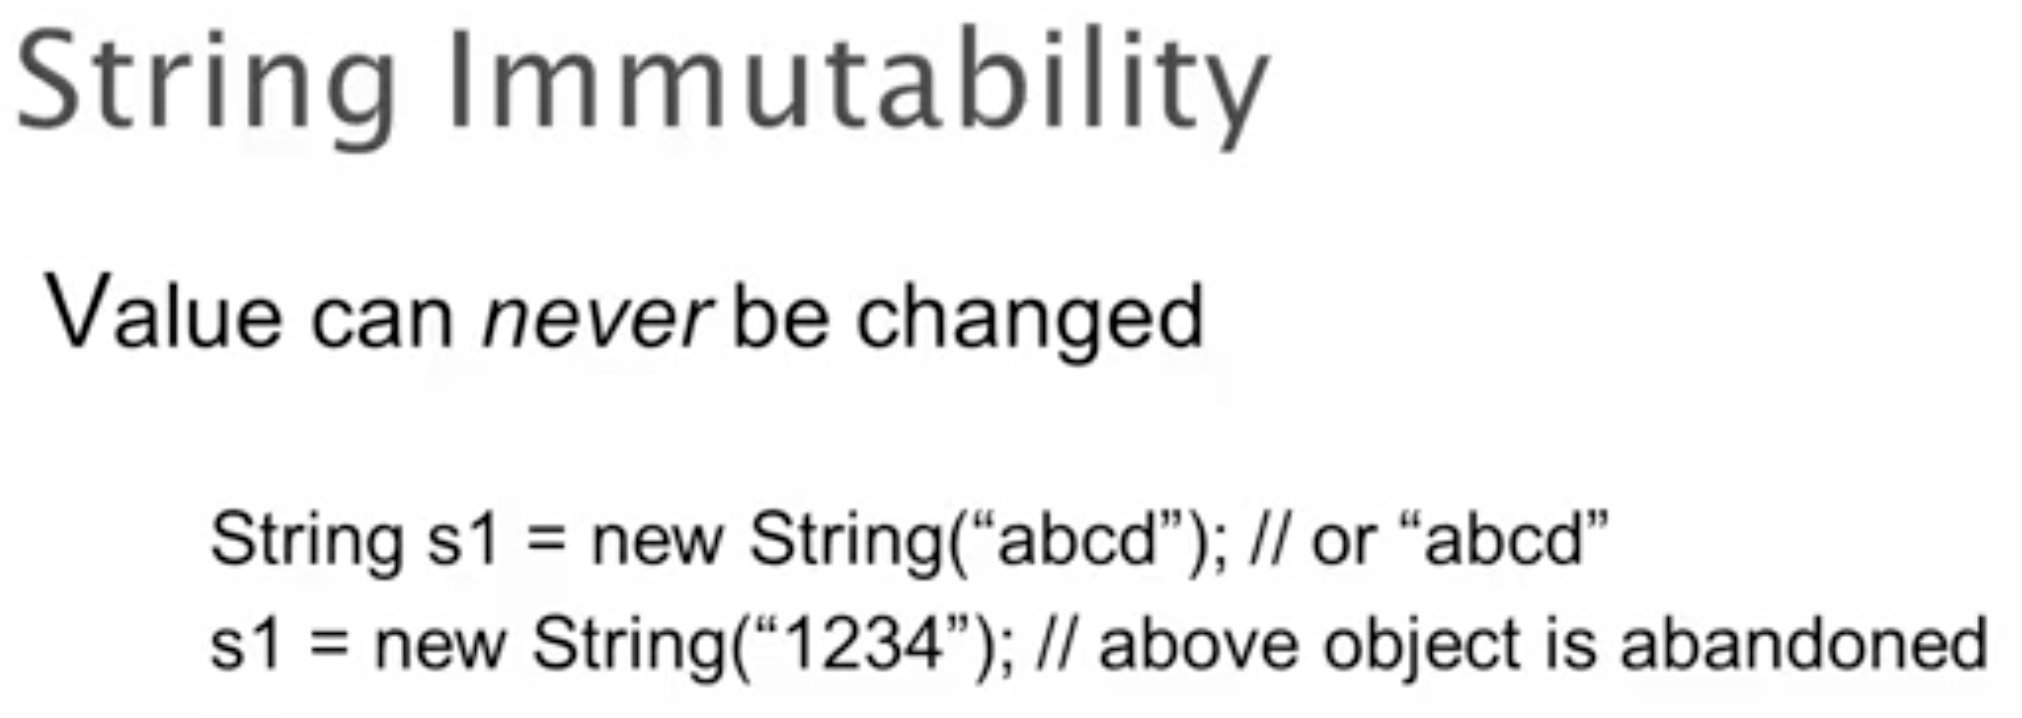 String Immutability
Value can never be changed
String s1 = new String(“abcd”); // or “abcd”
s1 = new String(“1234”); // above object is abandoned